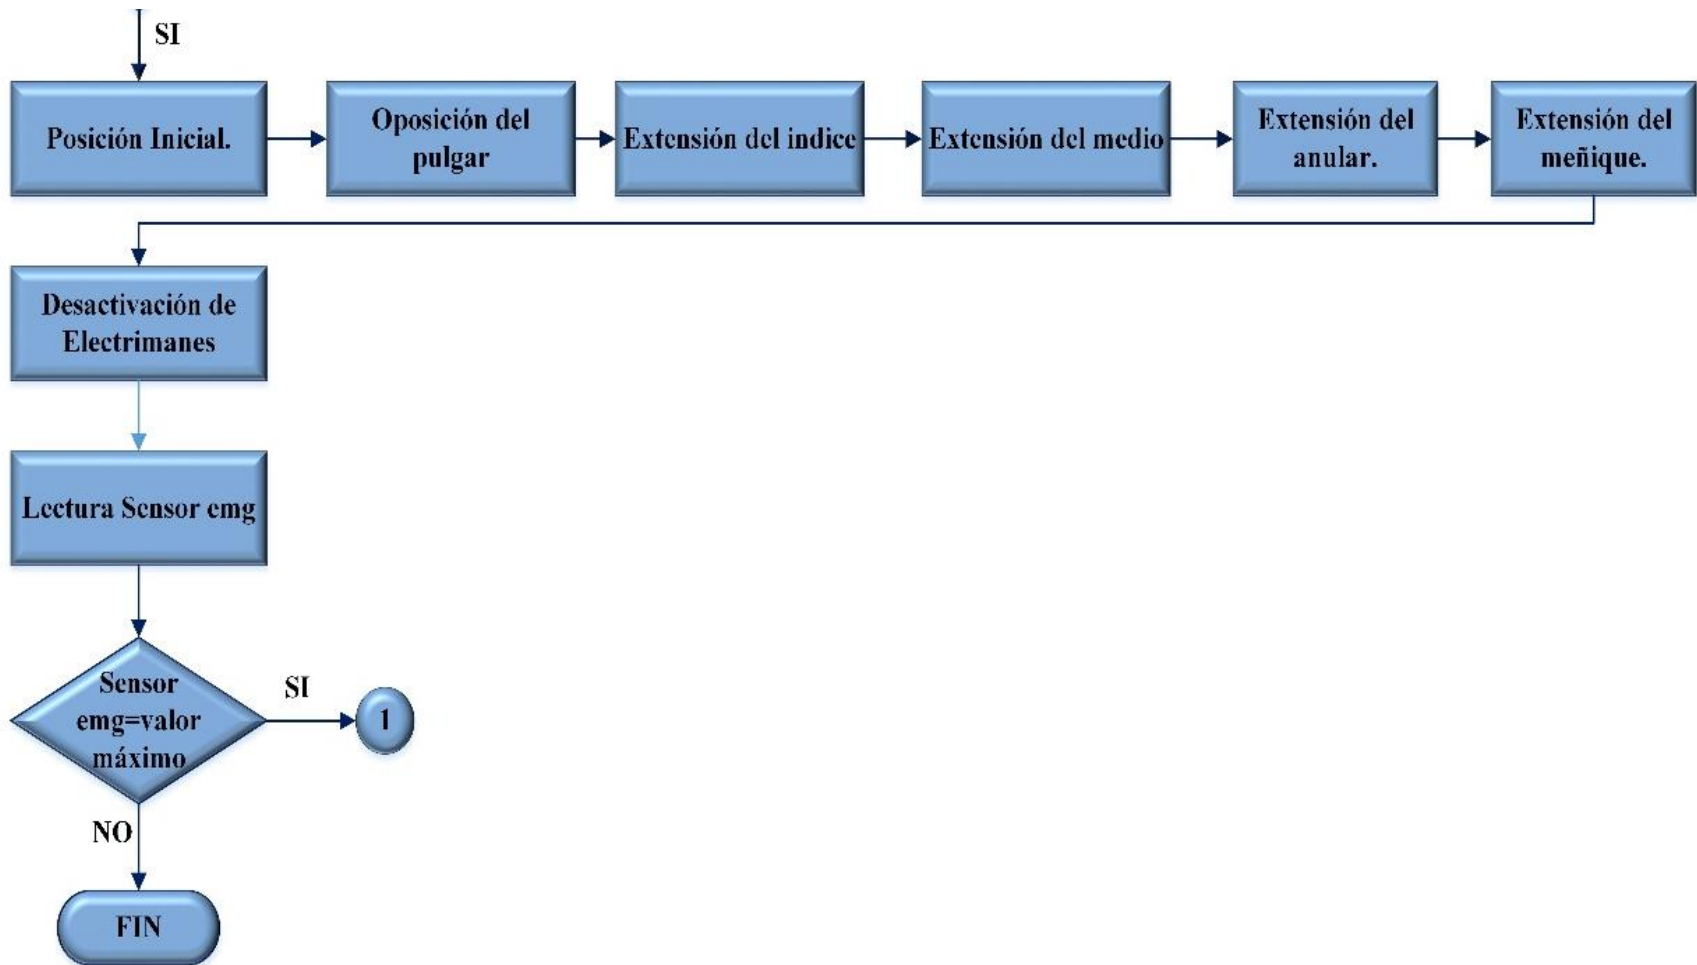 SI
Posición Inicial.
Oposición del
pulgar
Extensión del indice
Extensión del medio
Extensión del
anular.
Extensión del
meñique.
Desactivación de
Electrimanes
Lectura Sensor emg
Sensor
emg=valor
máximo
SI
1
NO
FIN